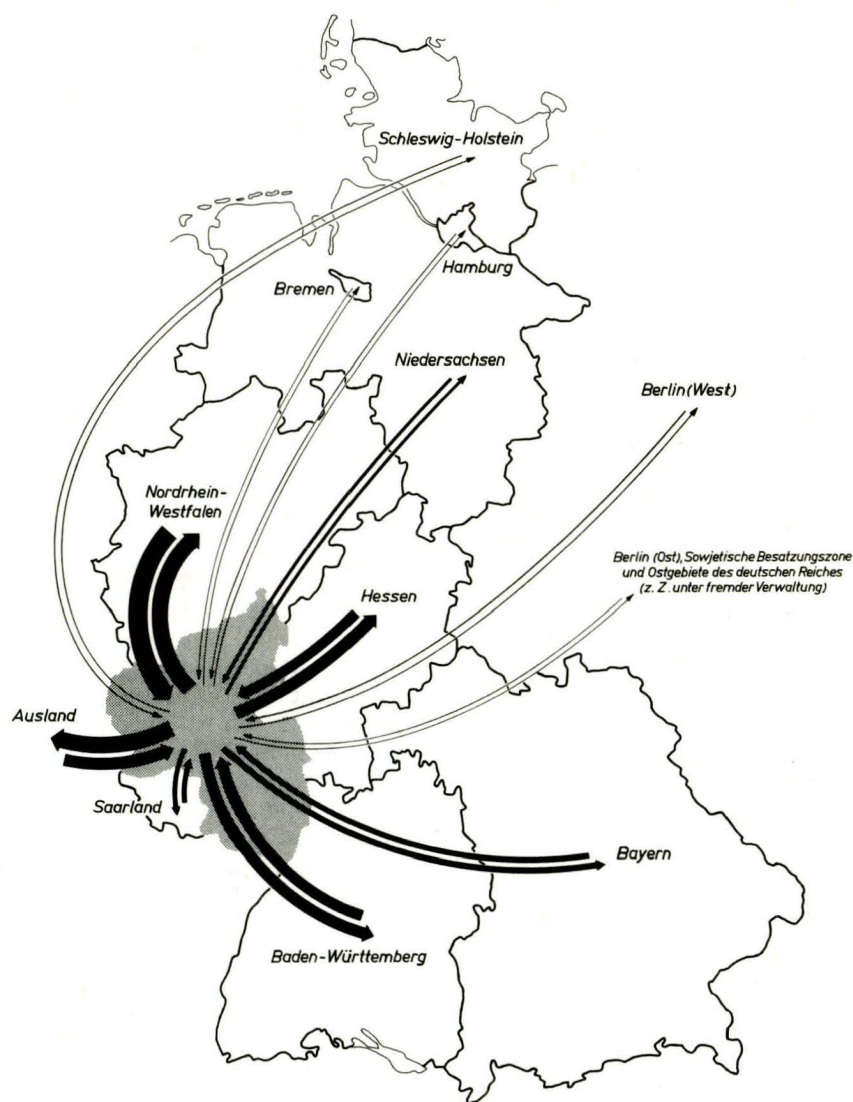 Schleswig-Holstein
Hamburg
Bremen
Niedersachsen
Berlin (West)
Nordrhein-
Westfalen
Berlin (Ost), Sowjetische Besatzungszone
und Ostgebiete des deutschen Reiches
(z. Z. unter fremder Verwaltung)
Hessen
Ausland
Saarland
Bayern
Baden-Württemberg